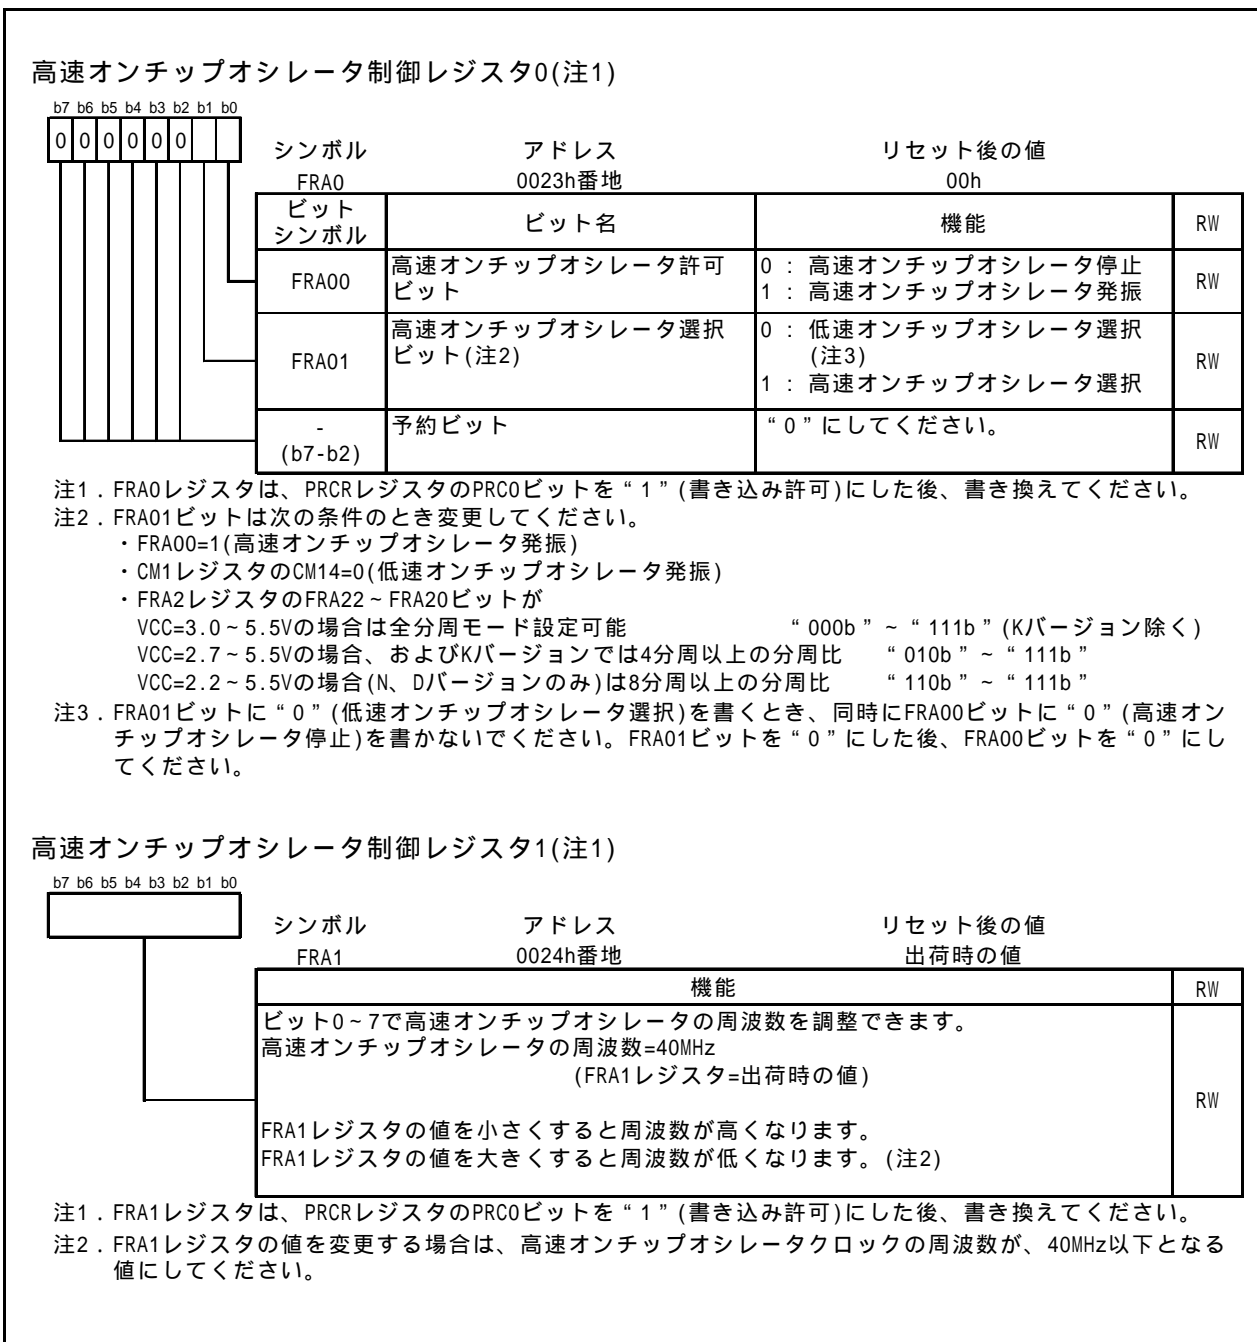 高速オンチップオシレータ制御レジスタ0(注1)
b7 b6 b5 b4 b3 b2 b1 b0
0 0 0 0 0 0
シンボル アドレス リセット後の値
FRA0 0023h番地 00h
ビット
シンボル ビット名 機能 RW
FRA00 高速オンチップオシレータ許可
ビット 0 : 高速オンチップオシレータ停止
1 : 高速オンチップオシレータ発振 RW
FRA01 高速オンチップオシレータ選択
ビット(注2) 0 : 低速オンチップオシレータ選択
(注3)
1 : 高速オンチップオシレータ選択 RW
-
(b7-b2) 予約ビット “0”にしてください。 RW
注1．FRA0レジスタは、PRCRレジスタのPRC0ビットを“1”(書き込み許可)にした後、書き換えてください。
注2．FRA01ビットは次の条件のとき変更してください。
・FRA00=1(高速オンチップオシレータ発振)
・CM1レジスタのCM14=0(低速オンチップオシレータ発振)
・FRA2レジスタのFRA22～FRA20ビットが
VCC=3.0～5.5Vの場合は全分周モード設定可能 “000b”～“111b”(Kバージョン除く)
VCC=2.7～5.5Vの場合、およびKバージョンでは4分周以上の分周比 “010b”～“111b”
VCC=2.2～5.5Vの場合(N、Dバージョンのみ)は8分周以上の分周比 “110b”～“111b”
注3．FRA01ビットに“0”(低速オンチップオシレータ選択)を書くとき、同時にFRA00ビットに“0”(高速オン
チップオシレータ停止)を書かないでください。FRA01ビットを“0”にした後、FRA00ビットを“0”にし
てください。
高速オンチップオシレータ制御レジスタ1(注1)
b7 b6 b5 b4 b3 b2 b1 b0
シンボル アドレス リセット後の値
FRA1 0024h番地 出荷時の値
機能 RW
ビット0～7で高速オンチップオシレータの周波数を調整できます。
高速オンチップオシレータの周波数=40MHz
(FRA1レジスタ=出荷時の値)
RW
FRA1レジスタの値を小さくすると周波数が高くなります。
FRA1レジスタの値を大きくすると周波数が低くなります。(注2)
注1．FRA1レジスタは、PRCRレジスタのPRC0ビットを“1”(書き込み許可)にした後、書き換えてください。
注2．FRA1レジスタの値を変更する場合は、高速オンチップオシレータクロックの周波数が、40MHz以下となる
値にしてください。